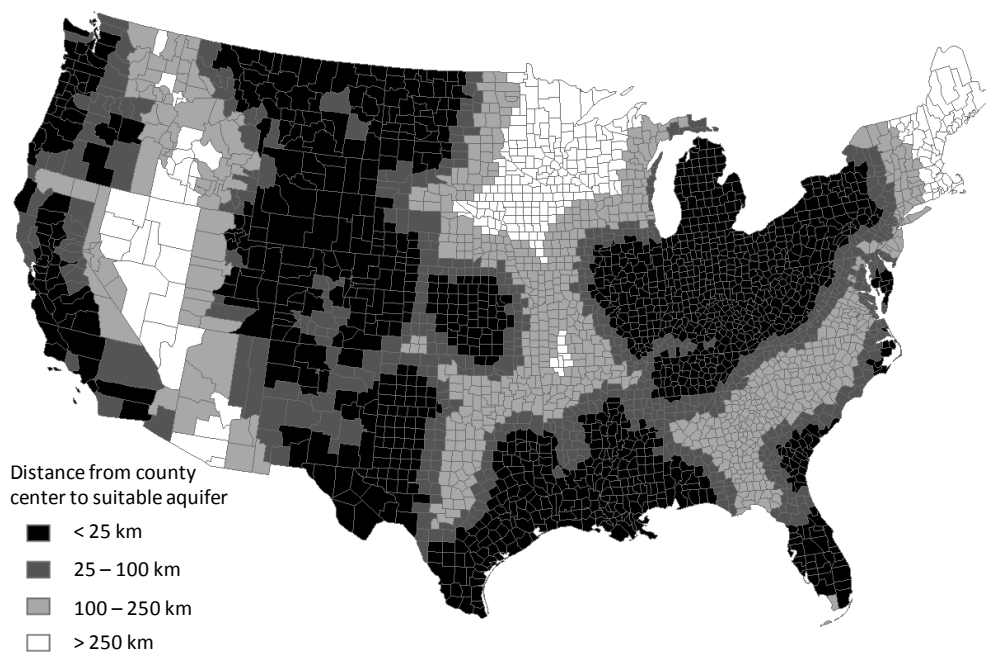 Distance from county
center to suitable aquifer
< 25 km
25 – 100 km
100 – 250 km
> 250 km